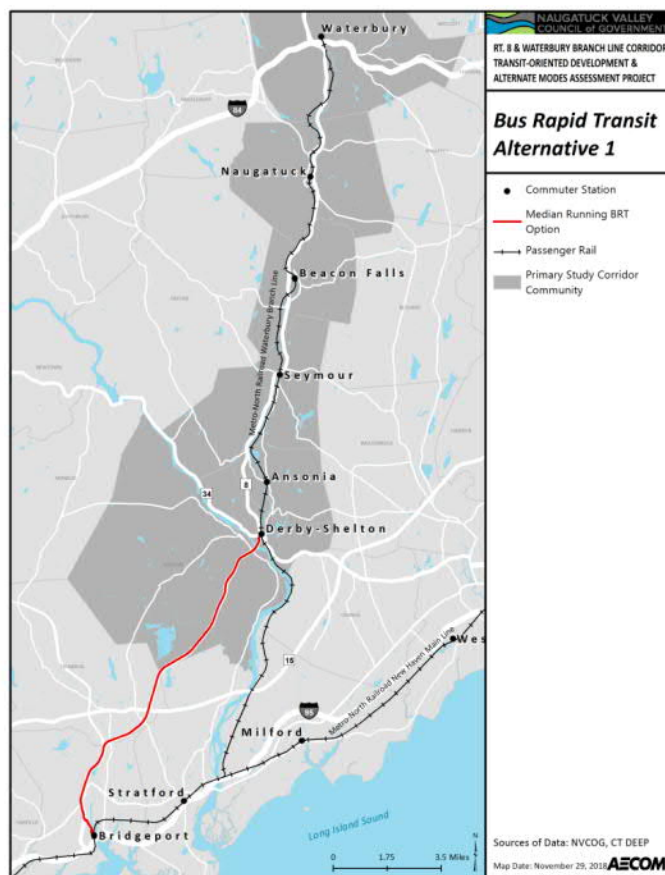 Waterbury
84
Naugatuck
Beacon Falls
Metro-North Railroad Waterbury Branch Line
Seymour
Ansonia
8
34
Derby-Shelton
15
Wes
Metro-North Railroad New Haven Main Line
95
Milford
Stratford
Bridgeport
Long Island Sound
N
0 1.75 3.5 Miles
NAUGATUCK VALLEY
COUNCIL of GOVERNMENT
RT. 8 & WATERBURY BRANCH LINE CORRIDOR
TRANSIT-ORIENTED DEVELOPMENT &
ALTERNATE MODES ASSESSMENT PROJECT
Bus Rapid Transit
Alternative 1
Commuter Station
Median Running BRT
Option
Passenger Rail
Primary Study Corridor
Community
Sources of Data: NVCOG, CT DEEP
Map Date: November 29, 2018
AECOM